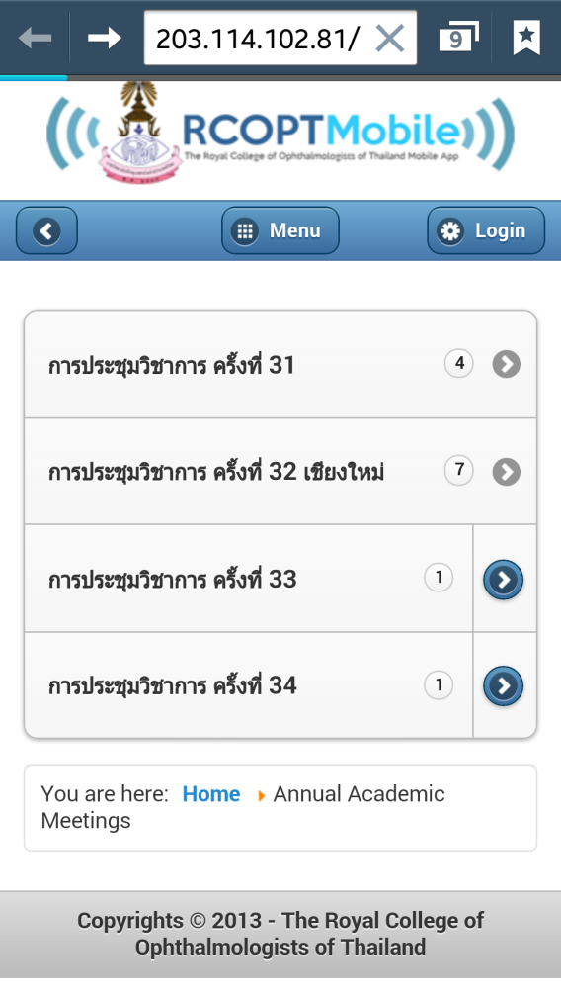 203.114.102.81/
9
RCOPTMobile
The Royal College of Ophthalmologists of Thailand Mobile App
Menu
Login
การประชุมวิชาการ ครั้งที่ 31
4
การประชุมวิชาการ ครั้งที่ 32 เชียงใหม่
7
การประชุมวิชาการ ครั้งที่ 33
1
การประชุมวิชาการ ครั้งที่ 34
1
You are here: Home Annual Academic
Meetings
Copyrights © 2013 - The Royal College of
Ophthalmologists of Thailand